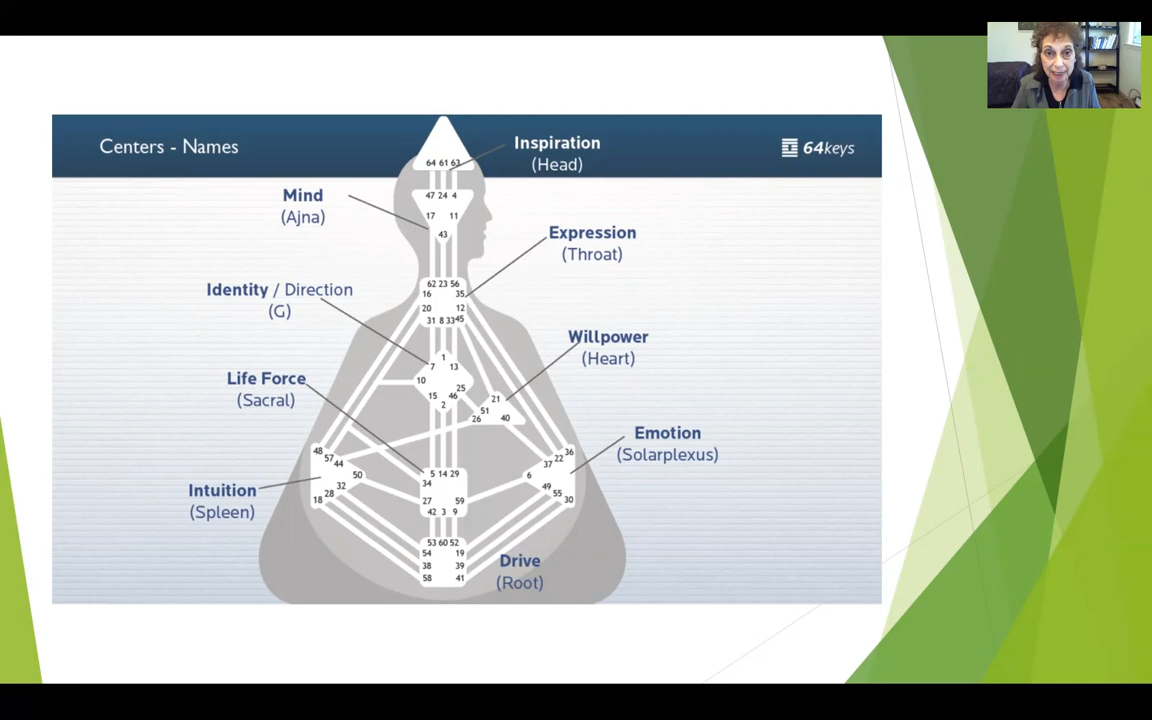 Centers - Names
64keys
Inspiration
(Head)
64 61 63
Mind
(Ajna)
47 24 4
17 11
43
Expression
(Throat)
Identity / Direction
(G)
62 23 56
16 35
20 12
31 8 33 45
Willpower
(Heart)
1
7 13
10
25
15 46
2
Life Force
(Sacral)
21
51
26 40
Emotion
(Solarplexus)
48
57
44
50
32
28
18
5 14 29
34
27 59
42 3 9
36
22
37
6
49
55
30
Intuition
(Spleen)
53 60 52
54 19
38 39
58 41
Drive
(Root)